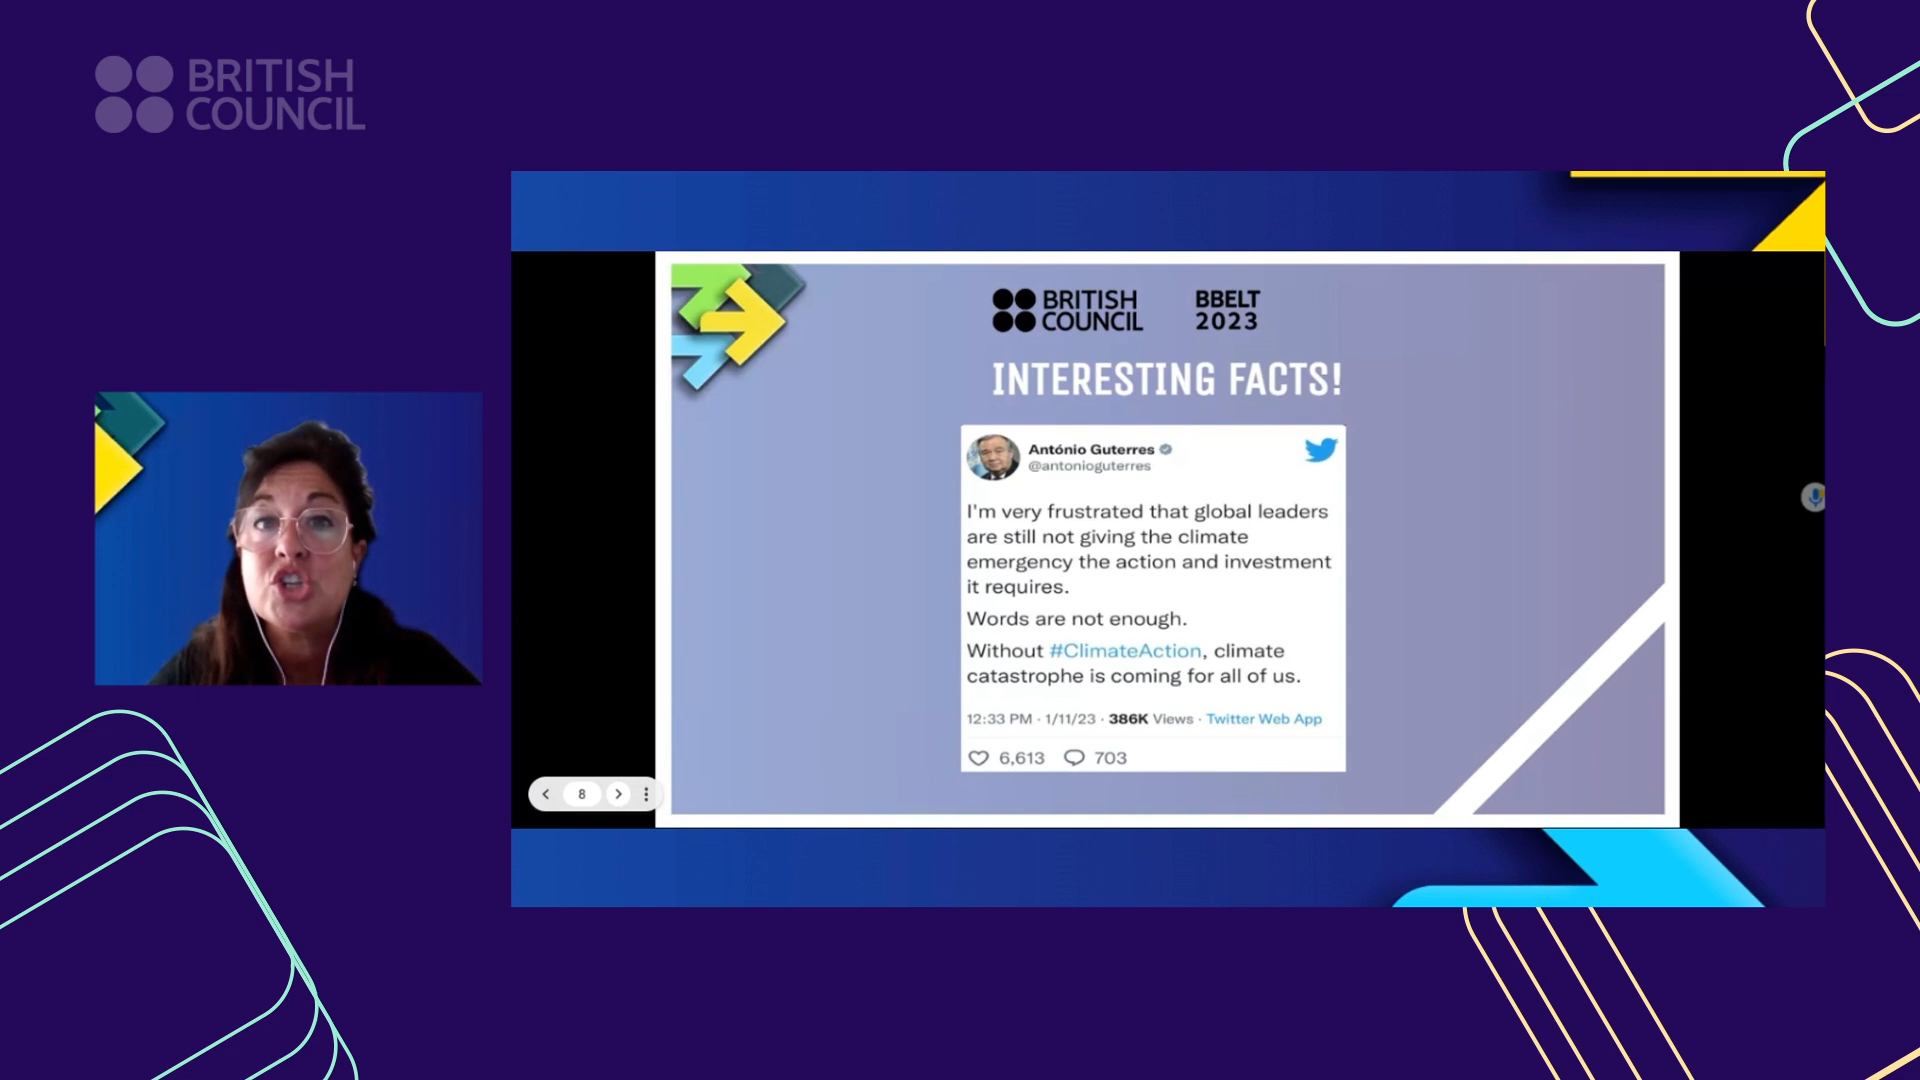 BRITISH
COUNCIL
BRITISH
COUNCIL
BBELT
2023
INTERESTING FACTS!
António Guterres
@antonioguterres
I'm very frustrated that global leaders
are still not giving the climate
emergency the action and investment
it requires.
Words are not enough.
Without #ClimateAction, climate
catastrophe is coming for all of us.
12:33 PM · 1/11/23 · 386K Views · Twitter Web App
6,613 703
8